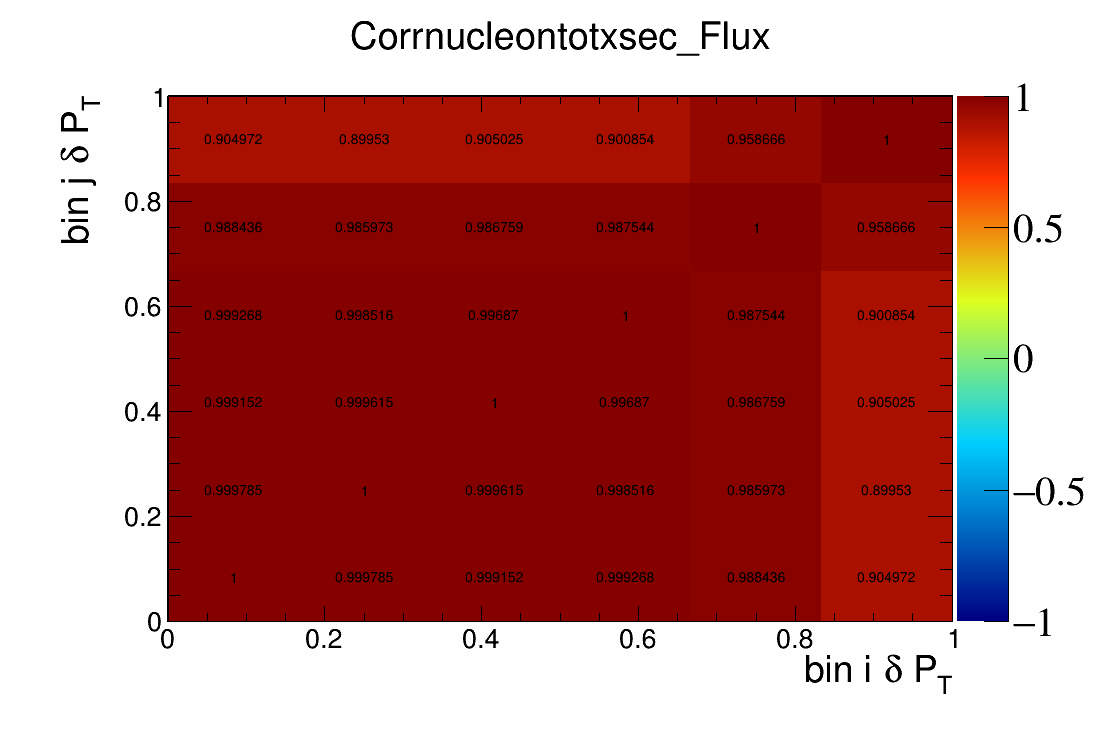 Corrnucleontotxsec_Flux
bin j δ P_T
1
0.8
0.6
0.4
0.2
0
0.904972 0.89953 0.905025 0.900854 0.958666 1
0.988436 0.985973 0.986759 0.987544 1 0.958666
0.999268 0.998516 0.99687 1 0.987544 0.900854
0.999152 0.999615 1 0.99687 0.986759 0.905025
0.999785 1 0.999615 0.998516 0.985973 0.89953
1 0.999785 0.999152 0.999268 0.988436 0.904972
0 0.2 0.4 0.6 0.8 1
bin i δ P_T
1
0.5
0
−0.5
−1